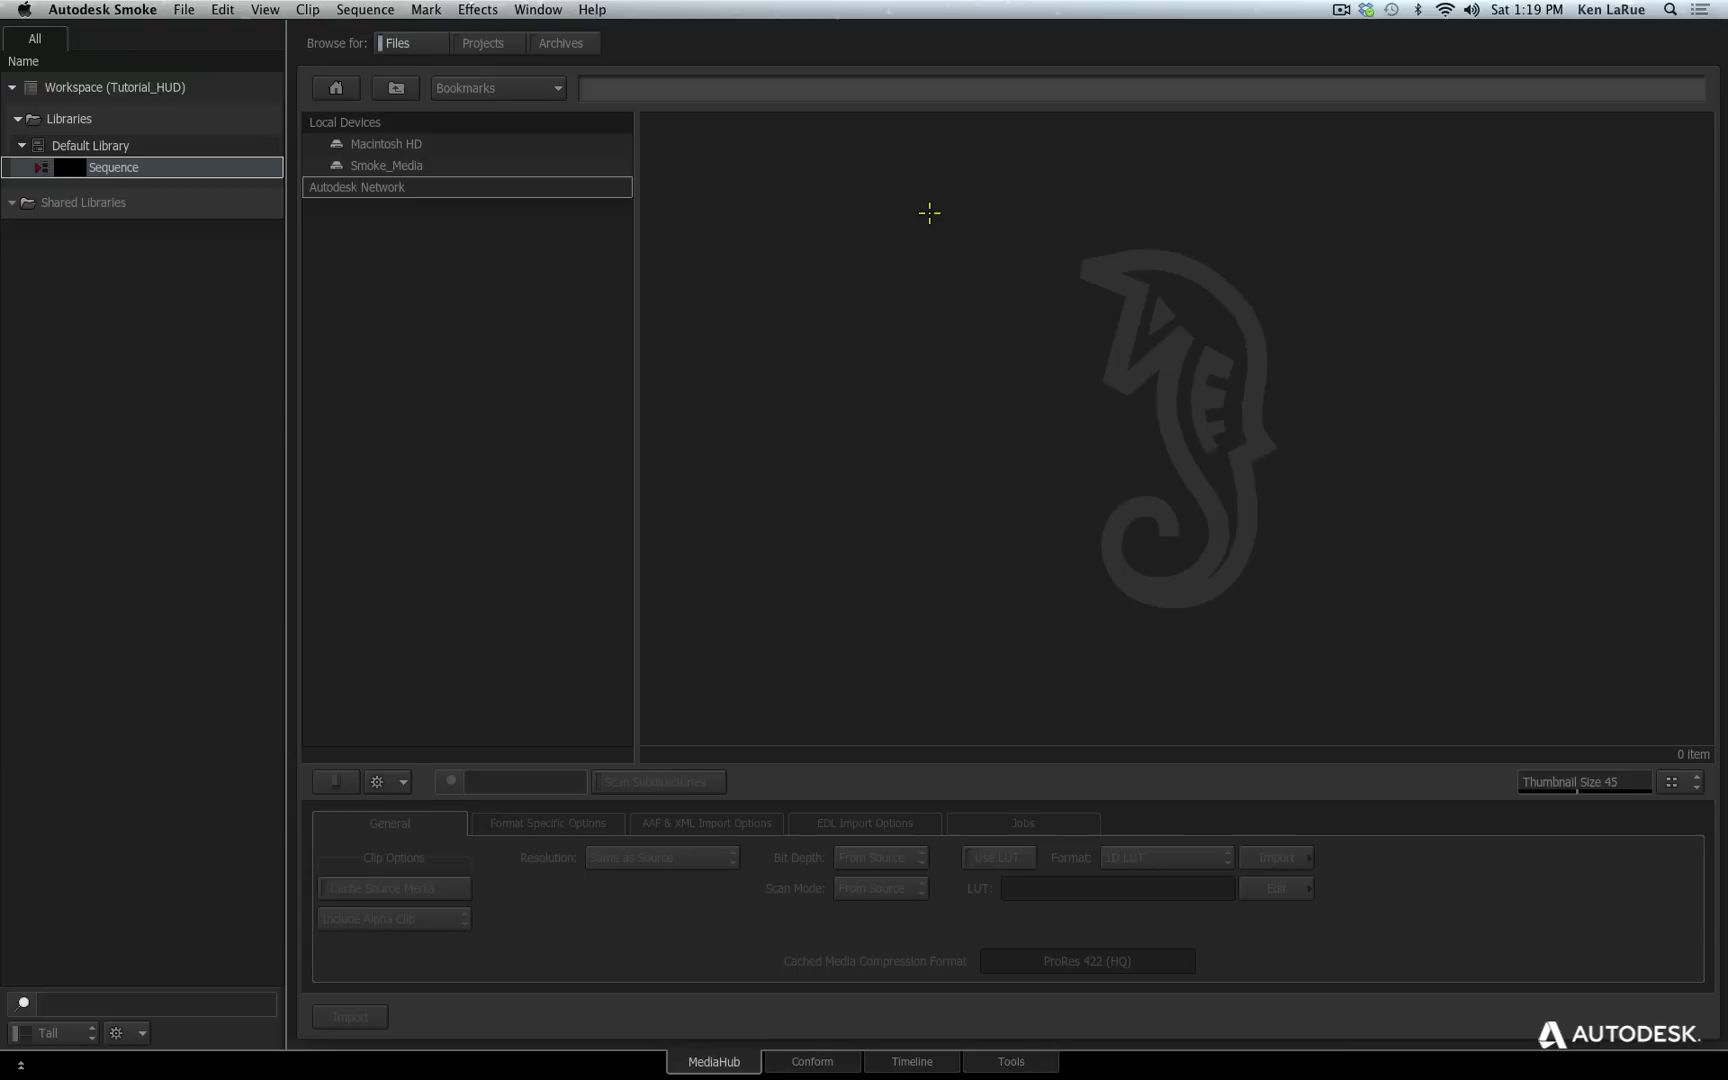 Autodesk Smoke File Edit View Clip Sequence Mark Effects Window Help Sat 1:19 PM Ken LaRue
All
Browse for: Files Projects Archives
Name
Workspace (Tutorial_HUD)
Bookmarks
Libraries
Default Library
Sequence
Shared Libraries
Local Devices
Macintosh HD
Smoke_Media
Autodesk Network
0 item
Scan Subdirectories
Thumbnail Size 45
General Format Specific Options AAF & XML Import Options EDL Import Options Jobs
Clip Options Resolution: Same as Source Bit Depth: From Source Use LUT Format: 1D LUT Import
Cache Source Media Scan Mode: From Source LUT: Edit
Include Alpha Clip
Cached Media Compression Format ProRes 422 (HQ)
Import
Tall
AUTODESK.
MediaHub Conform Timeline Tools